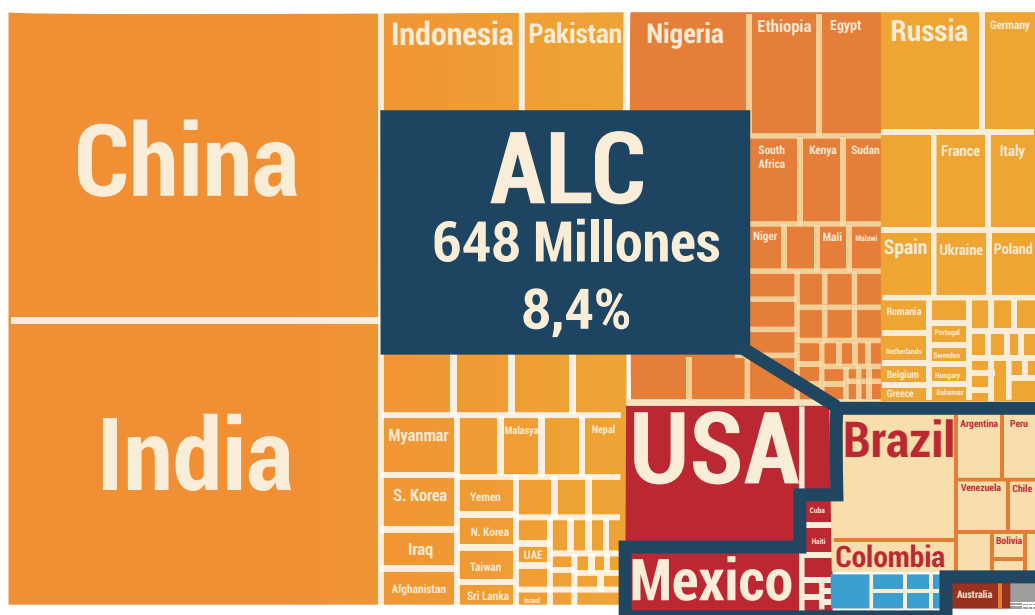 China
India
Indonesia
Pakistan
Nigeria
Ethiopia
Egypt
Russia
Germany
ALC
648 Millones
8,4%
South
Africa
Kenya
Sudan
France
Italy
Niger
Mali
Malawi
Spain
Ukraine
Poland
Romania
Portugal
Netherlands
Sweeden
Belgium
Hungary
Greece
Bahamas
Myanmar
Malasya
Nepal
S. Korea
Yemen
N. Korea
Iraq
UAE
Taiwan
Afghanistan
Sri Lanka
Israel
USA
Mexico
Cuba
Haití
Brazil
Argentina
Peru
Venezuela
Chile
Bolivia
Colombia
Australia